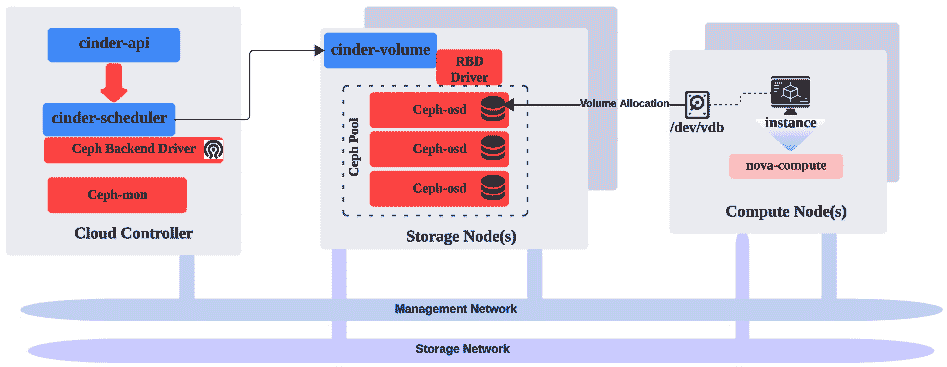 cinder-api
cinder-scheduler
Ceph Backend Driver
Ceph-mon
Cloud Controller
cinder-volume
RBD
Driver
Ceph Pool
Ceph-osd
Ceph-osd
Ceph-osd
Storage Node(s)
Volume Allocation
/dev/vdb
instance
nova-compute
Compute Node(s)
Management Network
Storage Network